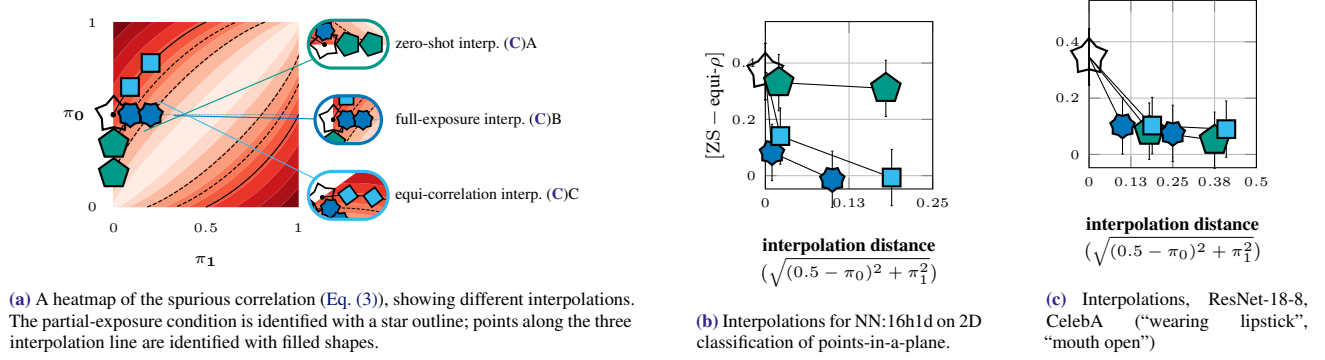 1
π₀
0
0
0.5
1
π₁
zero-shot interp. (C)A
full-exposure interp. (C)B
equi-correlation interp. (C)C
(a) A heatmap of the spurious correlation (Eq. (3)), showing different interpolations.
The partial-exposure condition is identified with a star outline; points along the three
interpolation line are identified with filled shapes.
[ZS − equi-ρ]
0.4
0.2
0
0
0.13
0.25
interpolation distance
(√(0.5 − π₀)² + π₁²)
(b) Interpolations for NN:16h1d on 2D
classification of points-in-a-plane.
0.4
0.2
0
0
0.13
0.25
0.38
0.5
interpolation distance
(√(0.5 − π₀)² + π₁²)
(c) Interpolations, ResNet-18-8,
CelebA (“wearing lipstick”,
“mouth open”)